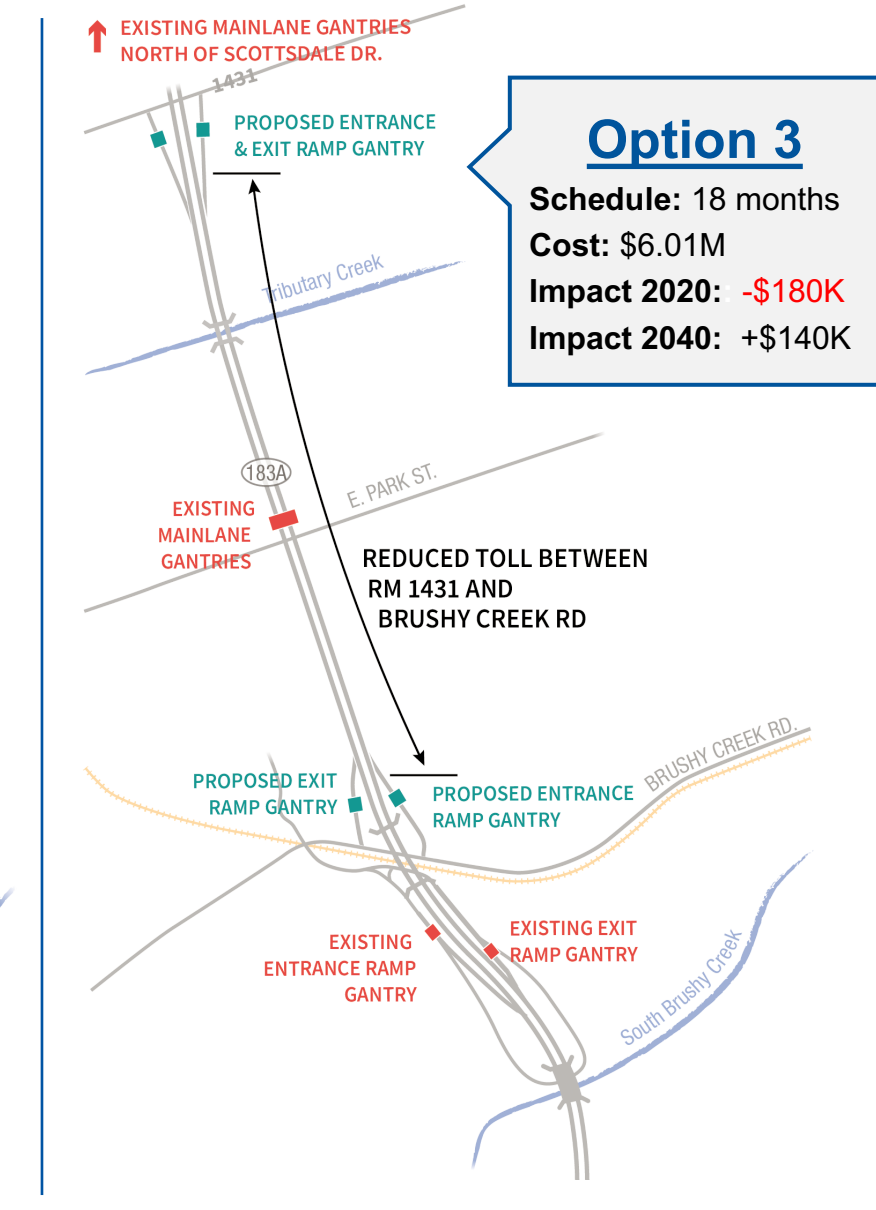 EXISTING MAINLANE GANTRIES
NORTH OF SCOTTSDALE DR.
1431
PROPOSED ENTRANCE
& EXIT RAMP GANTRY
Option 3
Schedule: 18 months
Cost: $6.01M
Impact 2020: -$180K
Impact 2040: +$140K
Tributary Creek
183A
E. PARK ST.
EXISTING
MAINLANE
GANTRIES
REDUCED TOLL BETWEEN
RM 1431 AND
BRUSHY CREEK RD
BRUSHY CREEK RD.
PROPOSED EXIT
RAMP GANTRY
PROPOSED ENTRANCE
RAMP GANTRY
EXISTING
ENTRANCE RAMP
GANTRY
EXISTING EXIT
RAMP GANTRY
South Brushy Creek